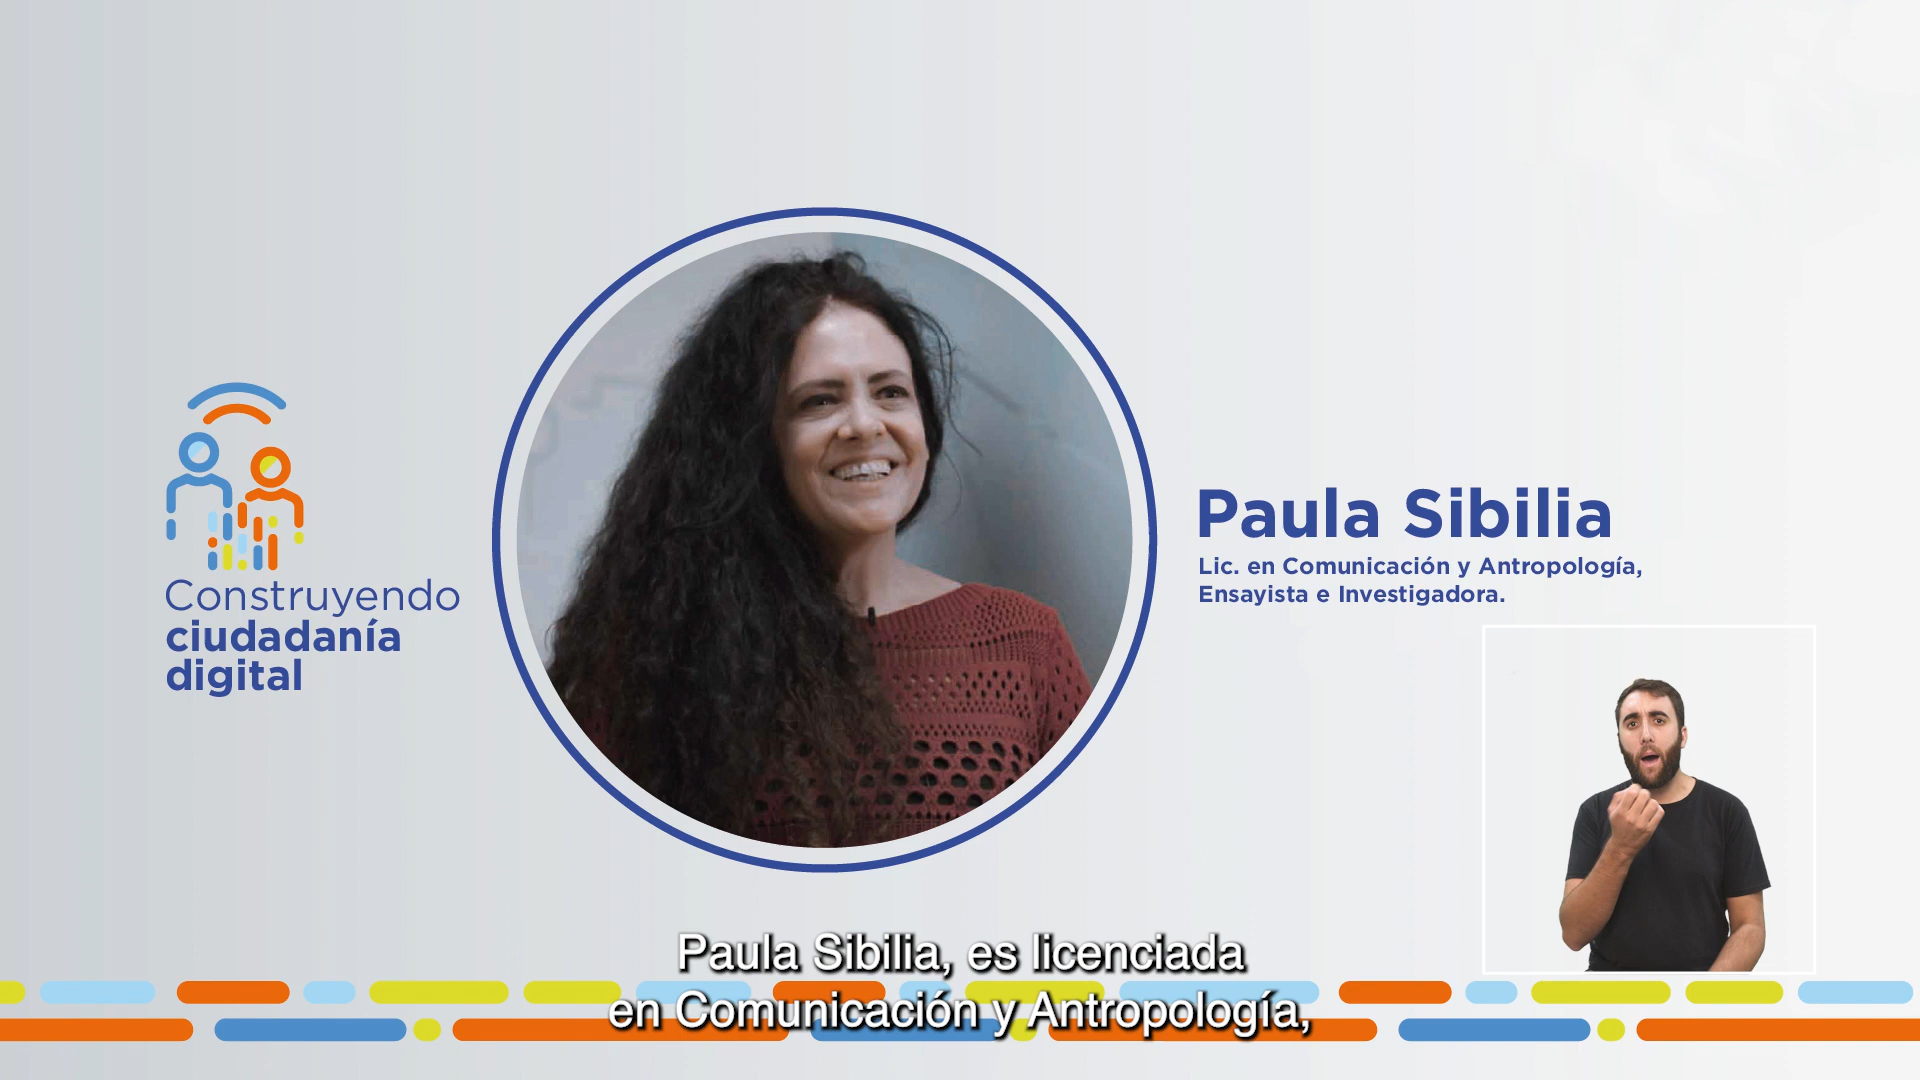 Construyendo
ciudadanía
digital
Paula Sibilia
Lic. en Comunicación y Antropología,
Ensayista e Investigadora.
Paula Sibilia, es licenciada
en Comunicación y Antropología,